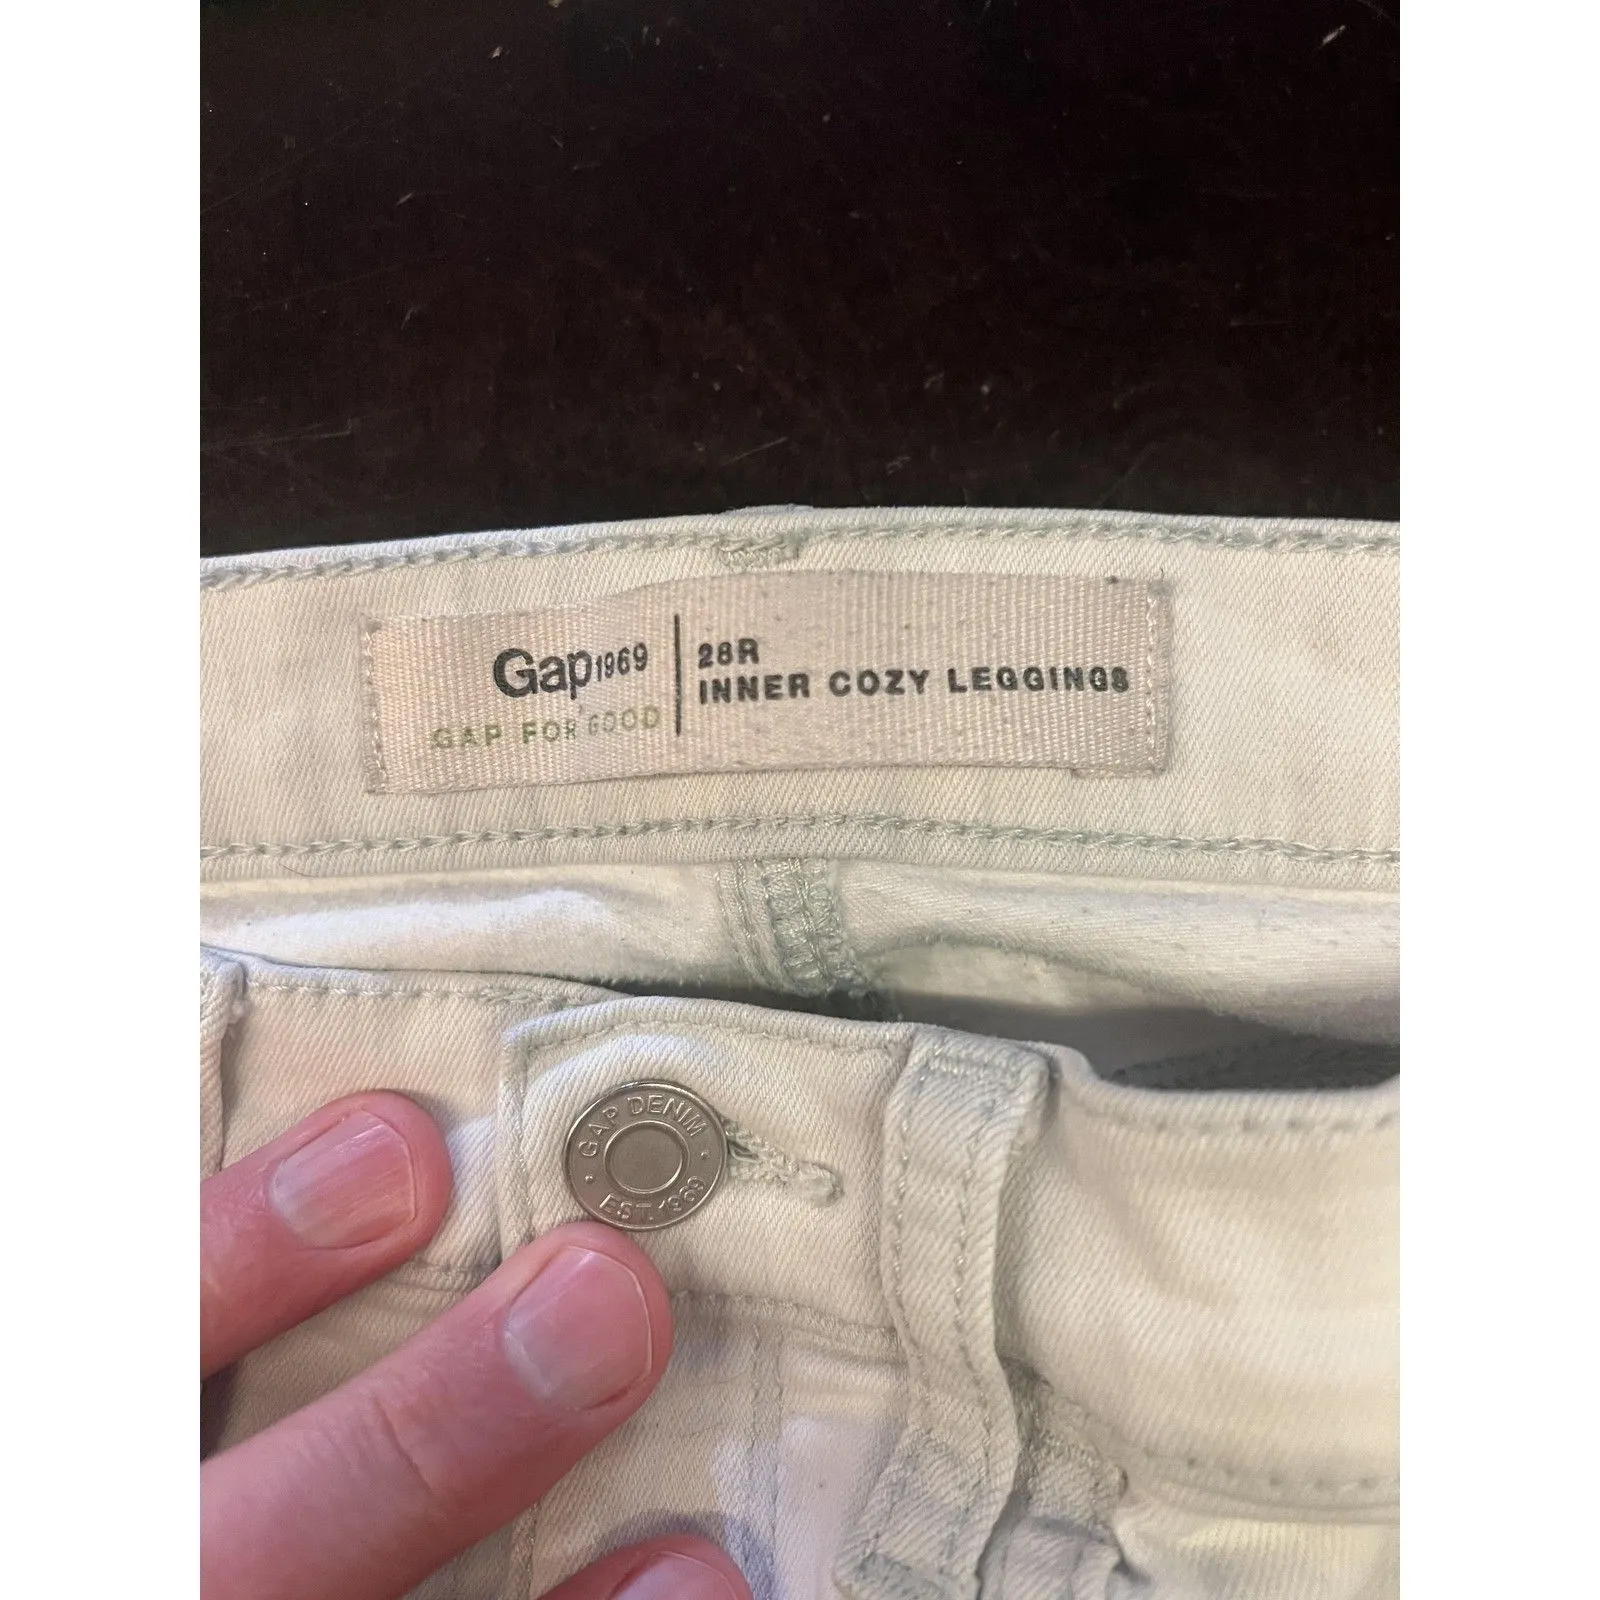 Gap1969
GAP FOR GOOD
28R
INNER COZY LEGGINGS
GAP DENIM
EST. 1969